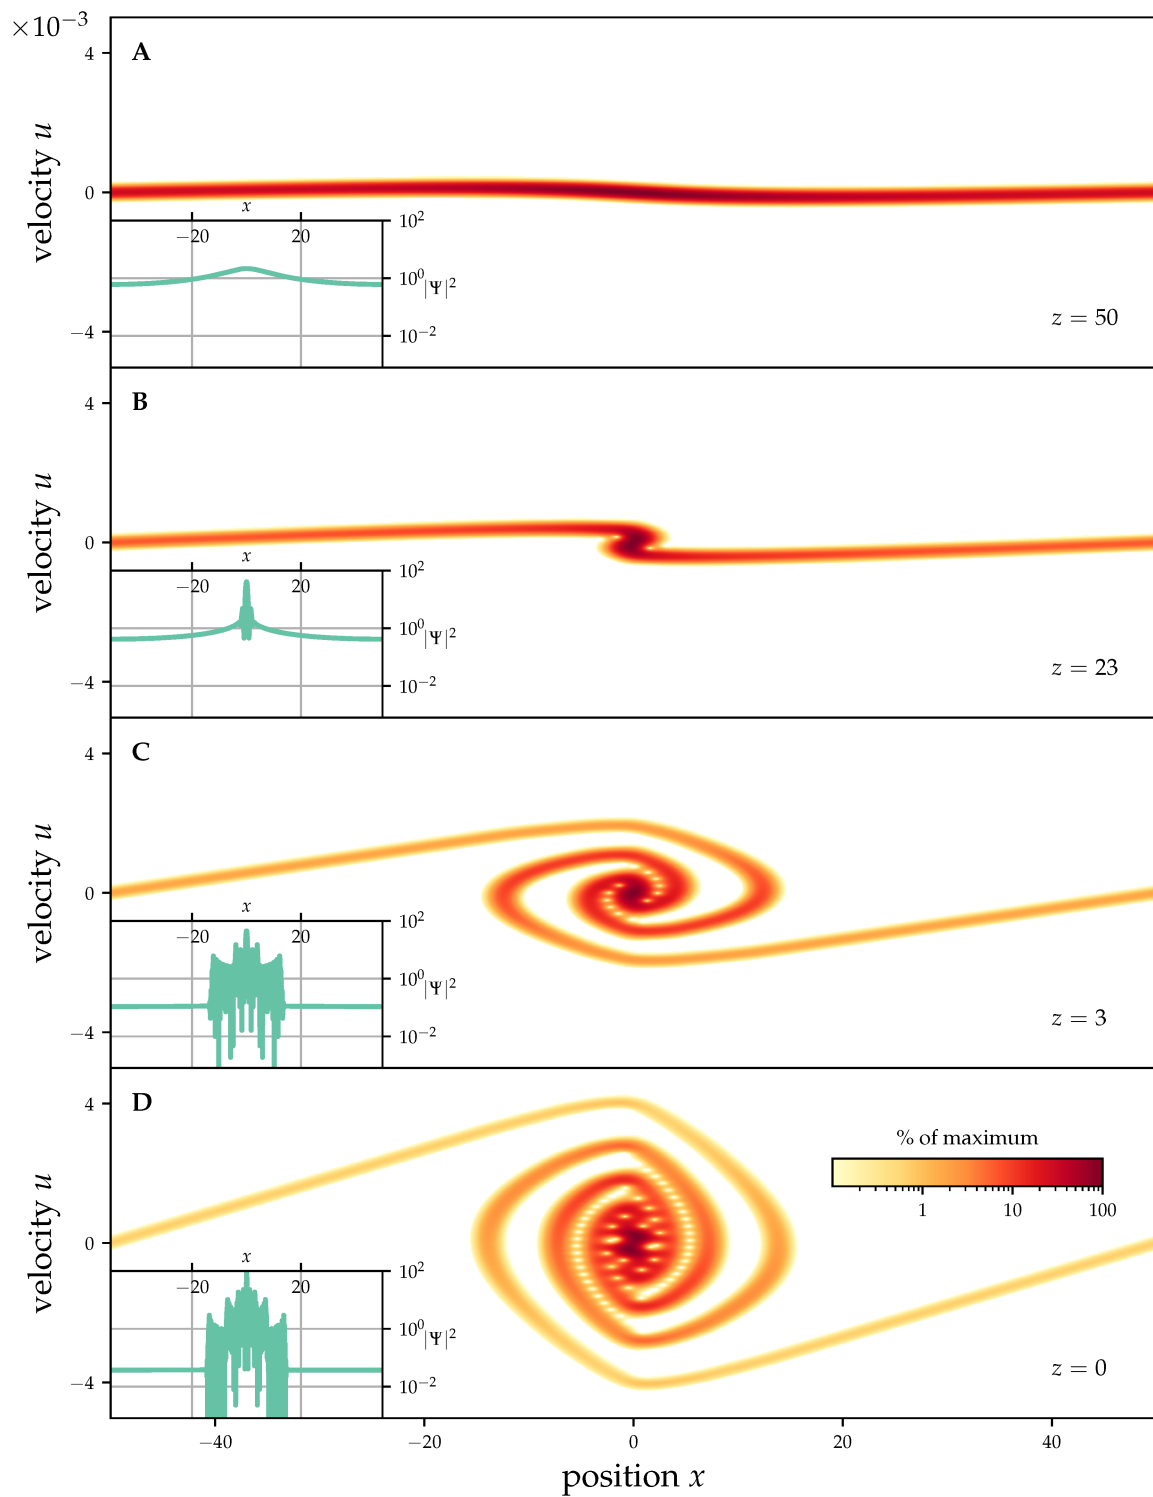 ×10⁻³
A
4
0
−4
velocity u
x
−20 20
10²
10⁰
|Ψ|²
10⁻²
z = 50
B
4
0
−4
velocity u
x
−20 20
10²
10⁰
|Ψ|²
10⁻²
z = 23
C
4
0
−4
velocity u
x
−20 20
10²
10⁰
|Ψ|²
10⁻²
z = 3
D
4
0
−4
velocity u
% of maximum
1 10 100
x
−20 20
10²
10⁰
|Ψ|²
10⁻²
z = 0
−40 −20 0 20 40
position x